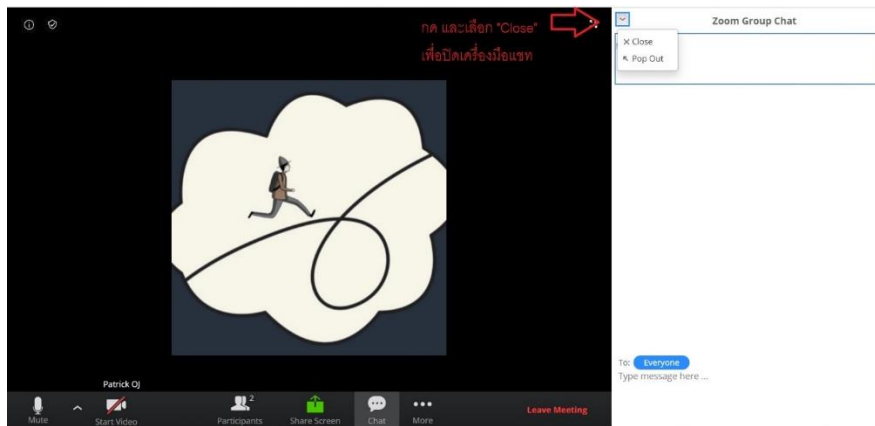 กด และเลือก "Close"
เพื่อปิดเครื่องมือแชท
Zoom Group Chat
Close
Pop Out
To: Everyone
Type message here ...
Patrick OJ
Mute
Start Video
Participants
2
Share Screen
Chat
More
Leave Meeting